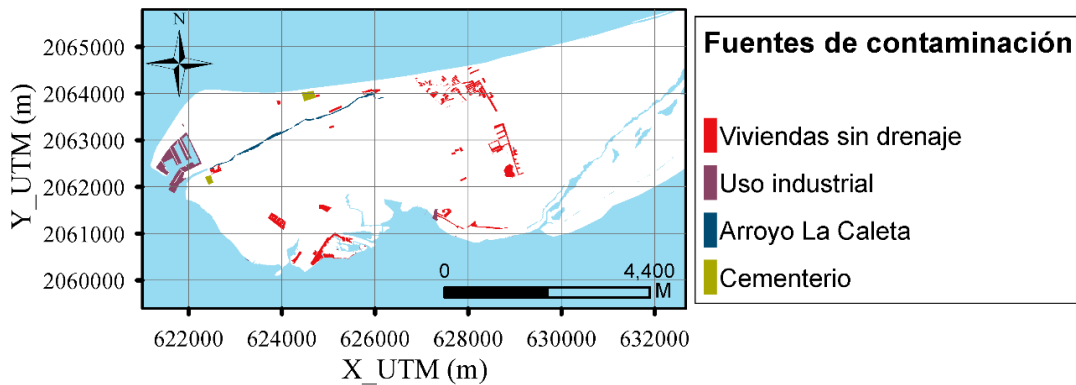 N
Y_UTM (m)
2065000
2064000
2063000
2062000
2061000
2060000
0 4,400
M
622000 624000 626000 628000 630000 632000
X_UTM (m)
Fuentes de contaminación
Viviendas sin drenaje
Uso industrial
Arroyo La Caleta
Cementerio